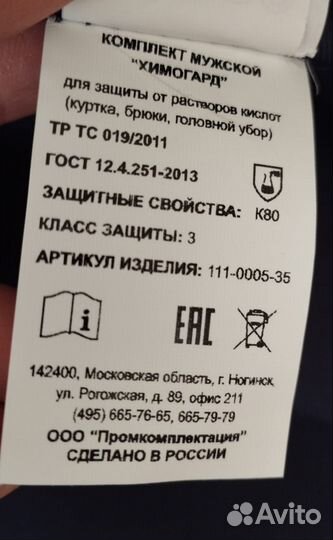 КОМПЛЕКТ МУЖСКОЙ
"ХИМОГАРД"
для защиты от растворов кислот
(куртка, брюки, головной убор)
ТР ТС 019/2011
ГОСТ 12.4.251-2013
ЗАЩИТНЫЕ СВОЙСТВА: К80
КЛАСС ЗАЩИТЫ: 3
АРТИКУЛ ИЗДЕЛИЯ: 111-0005-35
i
ЕАС
142400, Московская область, г. Ногинск
ул. Рогожская, д. 89, офис 211
(495) 665-76-65, 665-79-79
ООО "Промкомплектация"
СДЕЛАНО В РОССИИ
Avito